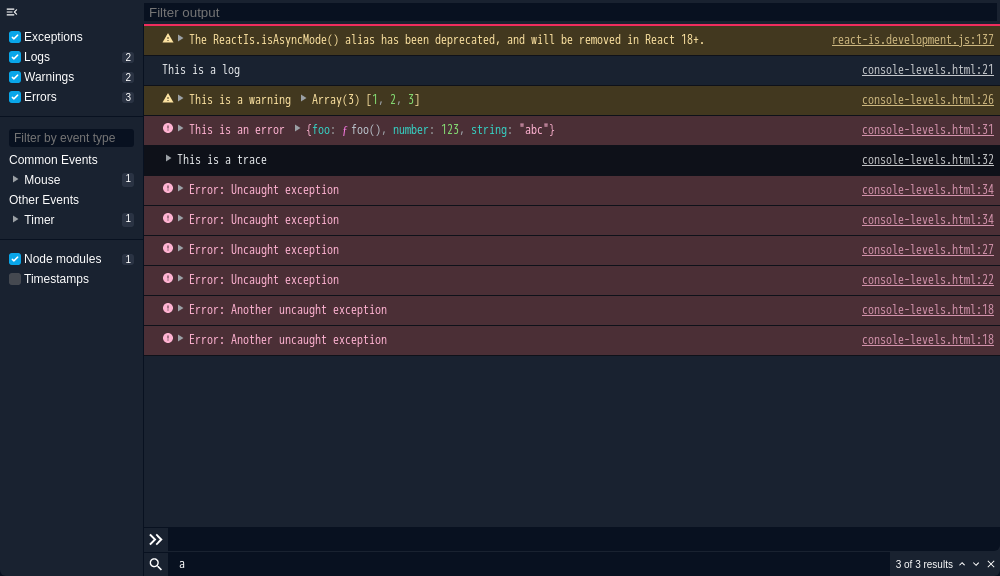 Exceptions
Logs 2
Warnings 2
Errors 3
Filter by event type
Common Events
Mouse 1
Other Events
Timer 1
Node modules 1
Timestamps
Filter output
The ReactIs.isAsyncMode() alias has been deprecated, and will be removed in React 18+. react-is.development.js:137
This is a log console-levels.html:21
This is a warning Array(3) [1, 2, 3] console-levels.html:26
This is an error {foo: ƒ foo(), number: 123, string: "abc"} console-levels.html:31
This is a trace console-levels.html:32
Error: Uncaught exception console-levels.html:34
Error: Uncaught exception console-levels.html:34
Error: Uncaught exception console-levels.html:27
Error: Uncaught exception console-levels.html:22
Error: Another uncaught exception console-levels.html:18
Error: Another uncaught exception console-levels.html:18
a 3 of 3 results